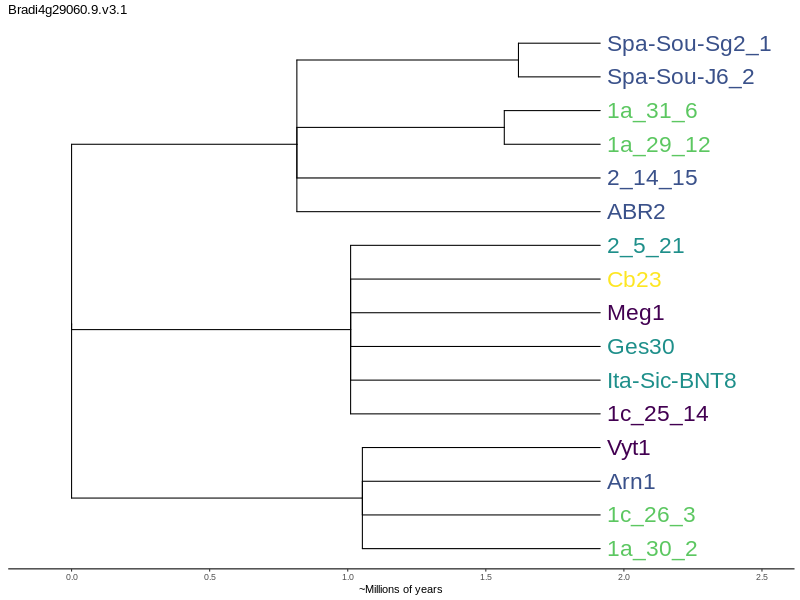 Bradi4g29060.9.v3.1
Spa-Sou-Sg2_1
Spa-Sou-J6_2
1a_31_6
1a_29_12
2_14_15
ABR2
2_5_21
Cb23
Meg1
Ges30
Ita-Sic-BNT8
1c_25_14
Vyt1
Arn1
1c_26_3
1a_30_2
0.0 0.5 1.0 1.5 2.0 2.5
~Millions of years